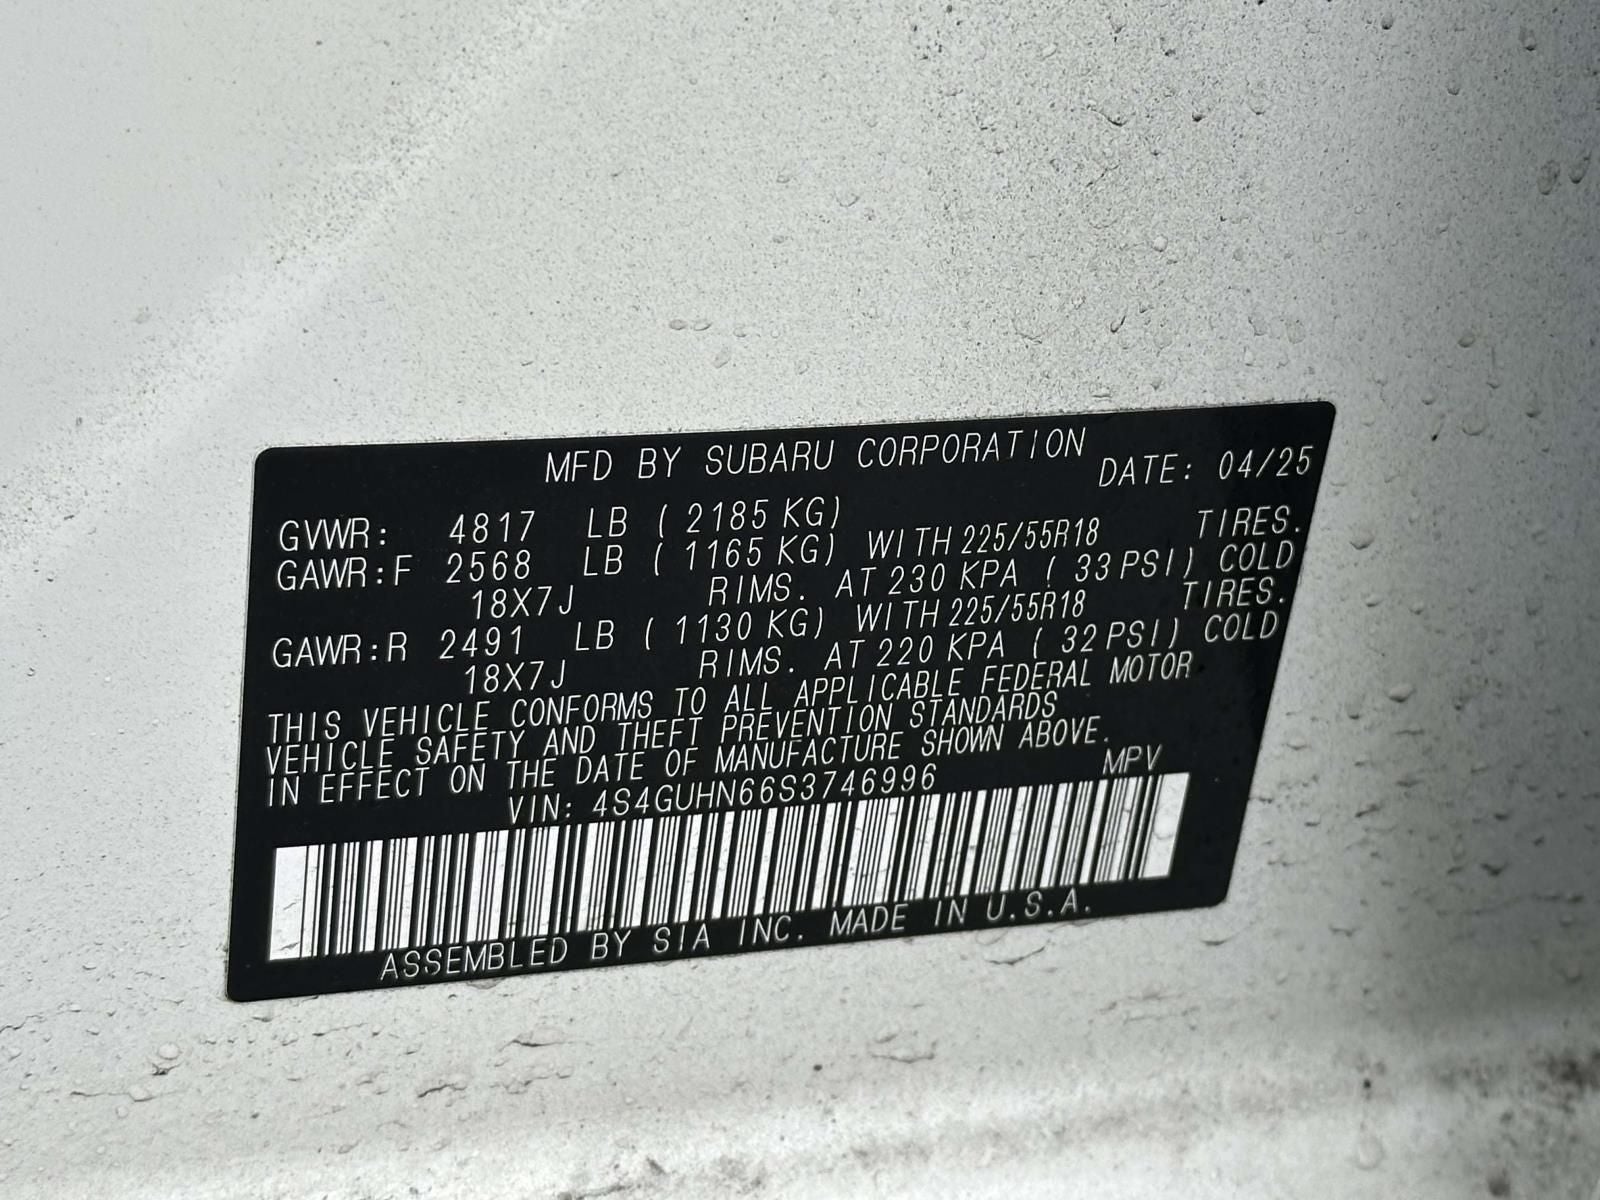 MFD BY SUBARU CORPORATION DATE: 04/25
GVWR: 4817 LB ( 2185 KG)
GAWR:F 2568 LB ( 1165 KG) WITH 225/55R18 TIRES.
18X7J RIMS. AT 230 KPA ( 33 PSI) COLD
GAWR:R 2491 LB ( 1130 KG) WITH 225/55R18 TIRES.
18X7J RIMS. AT 220 KPA ( 32 PSI) COLD
THIS VEHICLE CONFORMS TO ALL APPLICABLE FEDERAL MOTOR
VEHICLE SAFETY AND THEFT PREVENTION STANDARDS
IN EFFECT ON THE DATE OF MANUFACTURE SHOWN ABOVE.
VIN: 4S4GUHN66S3746996 MPV
ASSEMBLED BY SIA INC. MADE IN U.S.A.